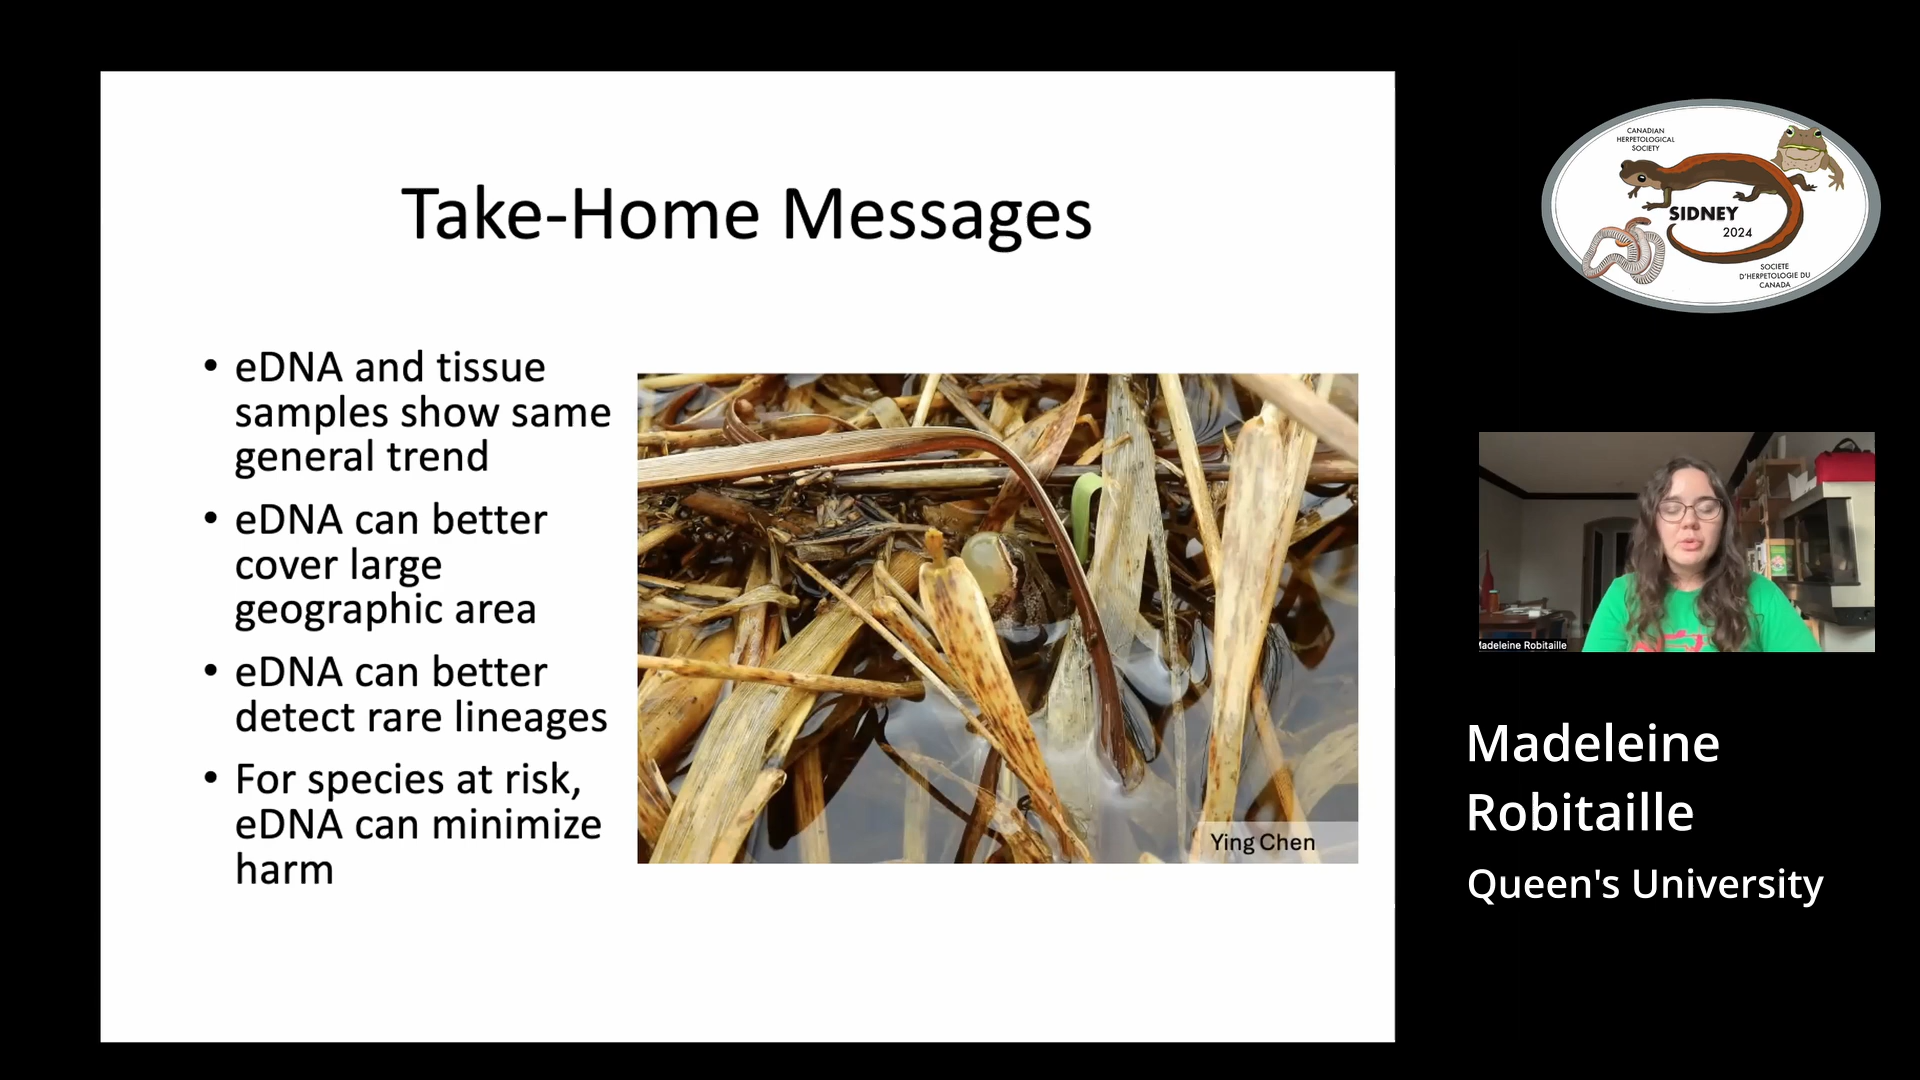 Take-Home Messages
• eDNA and tissue
samples show same
general trend
• eDNA can better
cover large
geographic area
• eDNA can better
detect rare lineages
• For species at risk,
eDNA can minimize
harm
Ying Chen
CANADIAN
HERPETOLOGICAL
SOCIETY
SIDNEY
2024
SOCIETE
D'HERPETOLOGIE DU
CANADA
Madeleine Robitaille
Madeleine
Robitaille
Queen's University